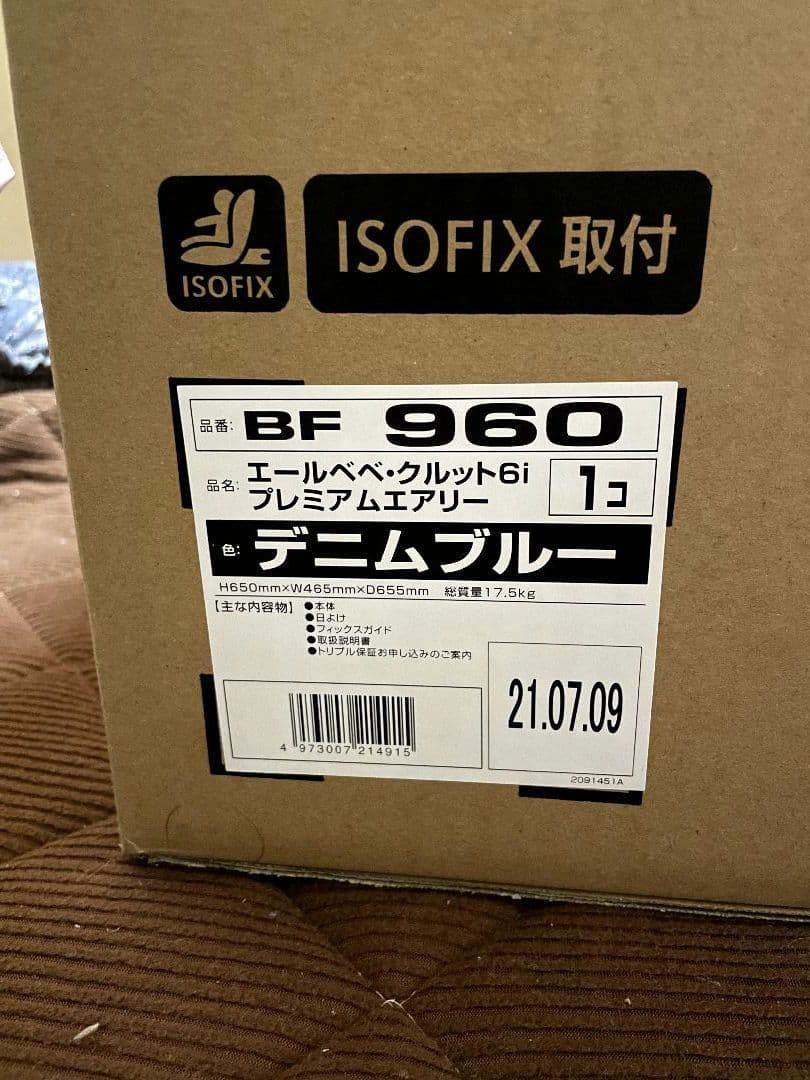 ISOFIX
ISOFIX 取付
品番: BF 960
品名: エールベベ・クルット6i
プレミアムエアリー
1コ
色: デニムブルー
H650mm×W465mm×D655mm 総質量17.5kg
【主な内容物】 ●本体
●日よけ
●フィックスガイド
●取扱説明書
●トリプル保証お申し込みのご案内
21.07.09
4 973007 214915
2091451A